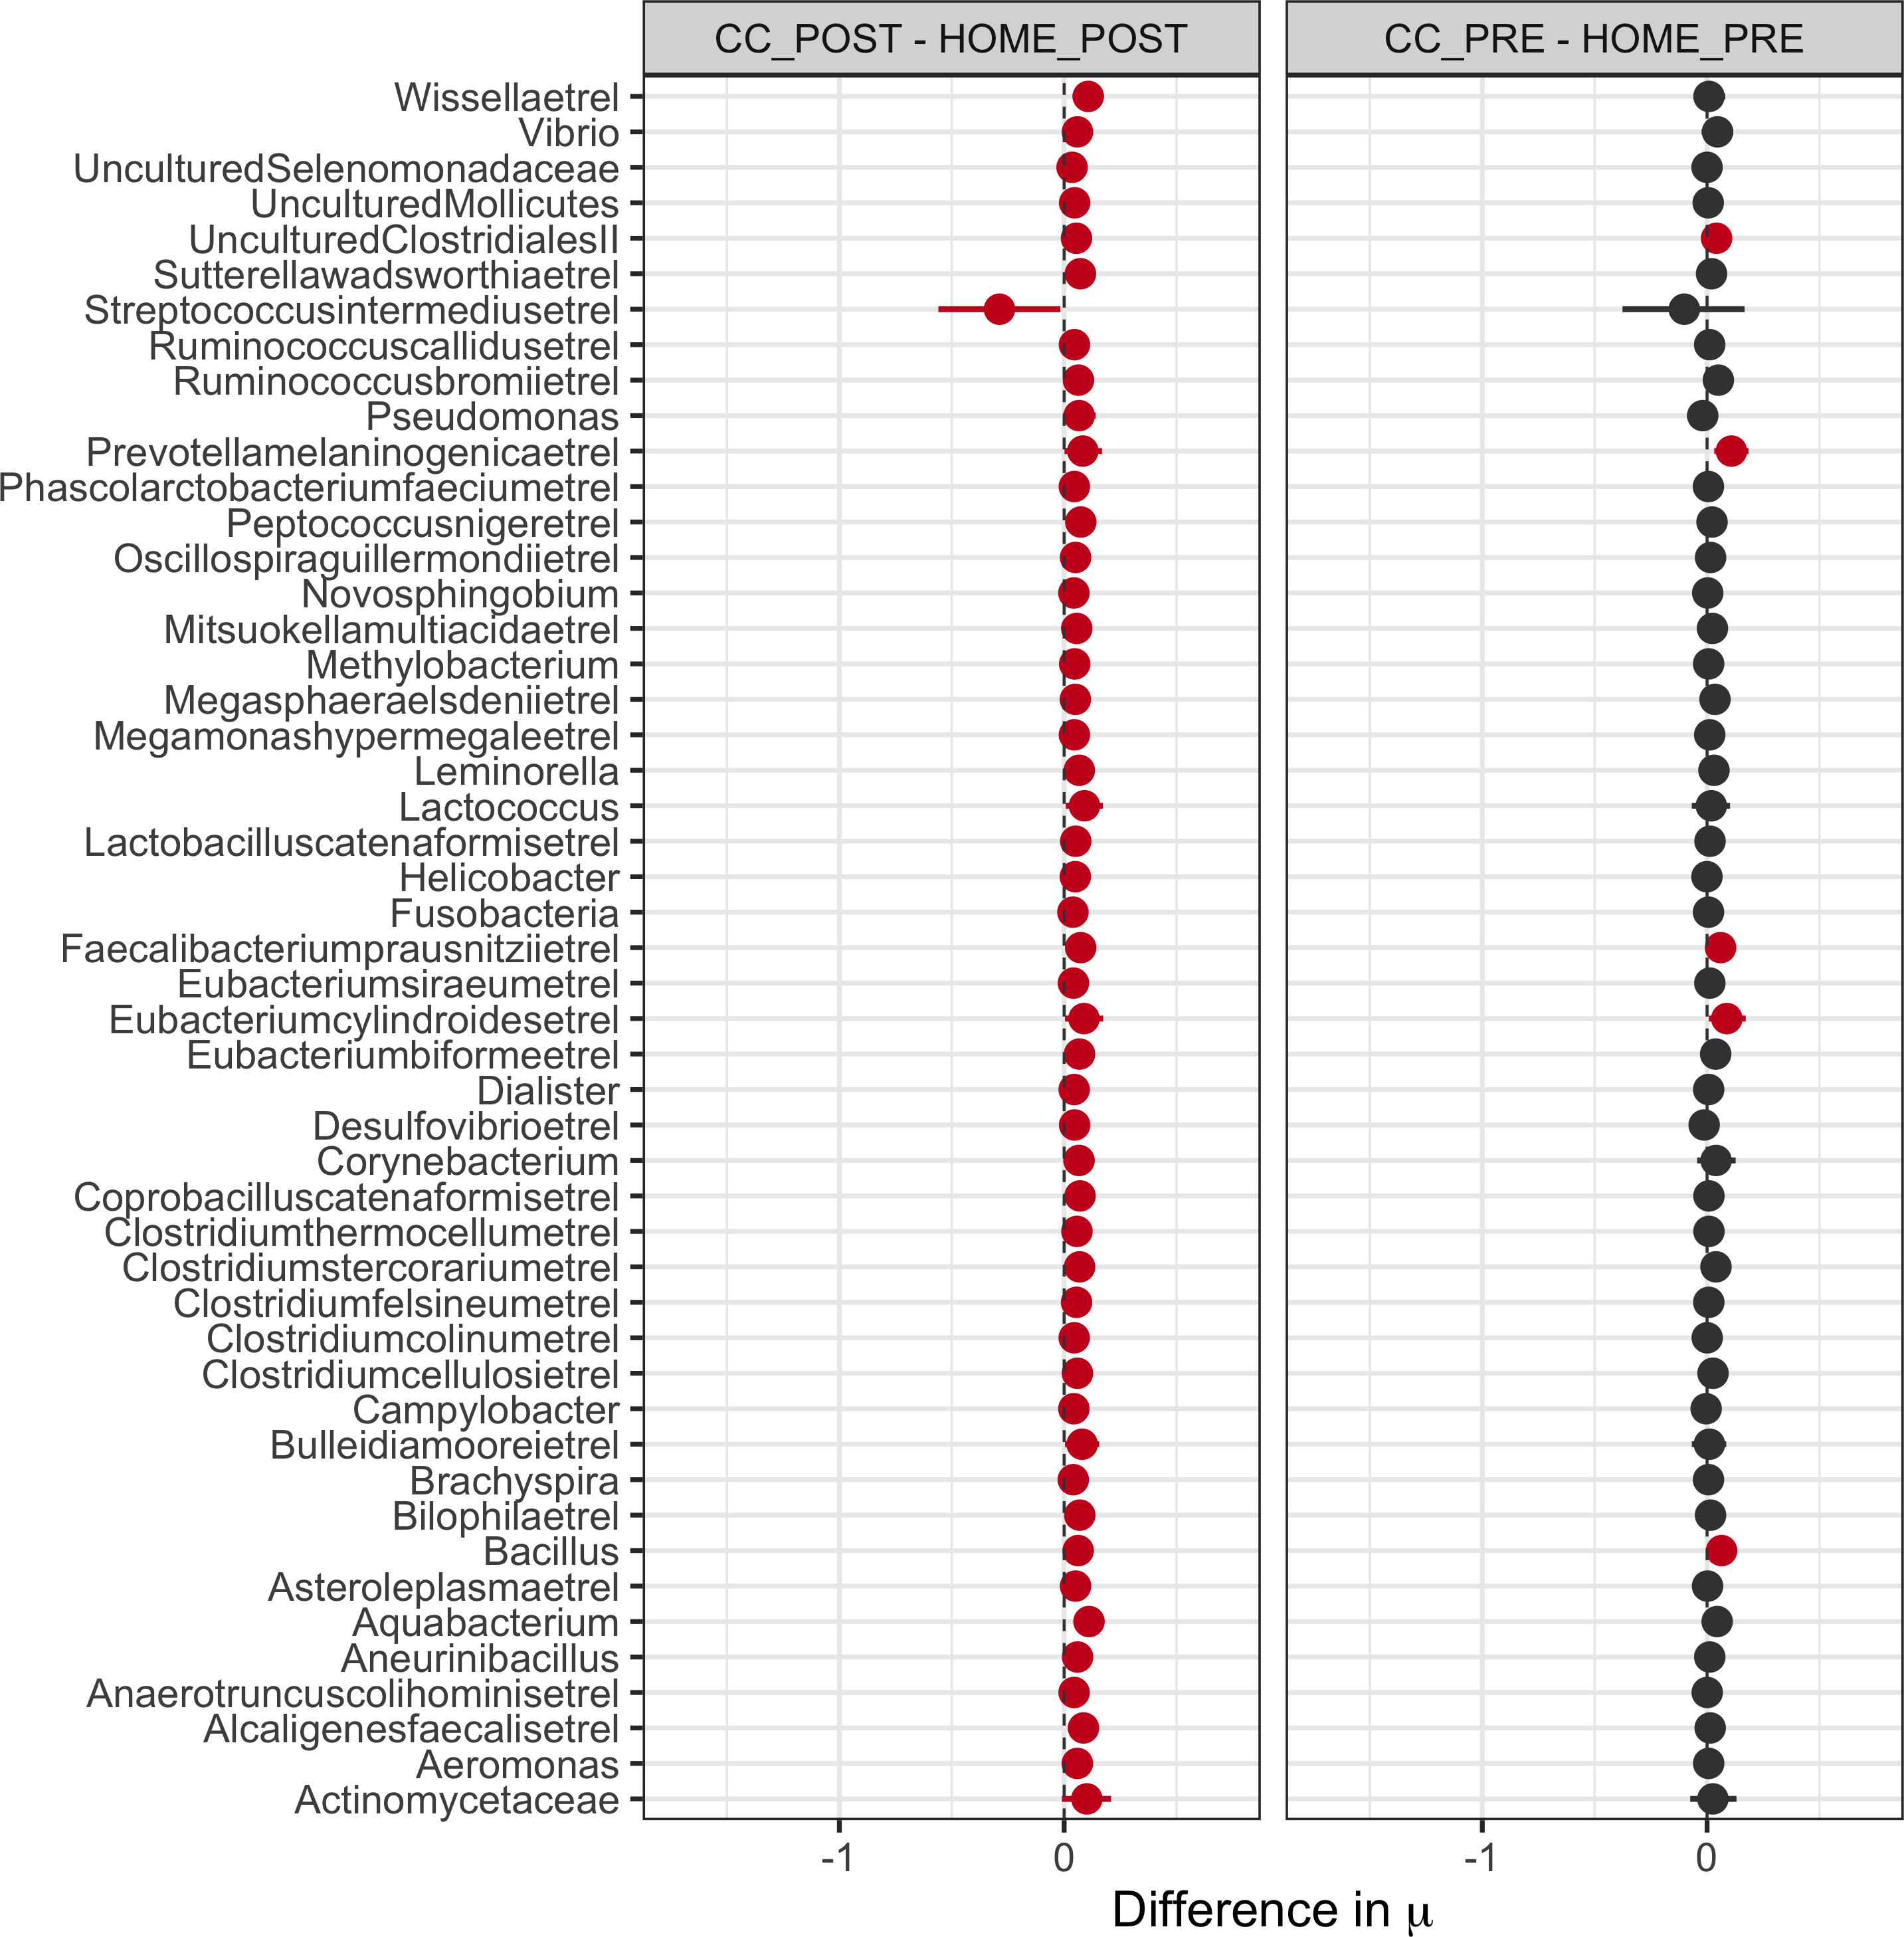 CC_POST - HOME_POST
CC_PRE - HOME_PRE
Wissellaetrel
Vibrio
UnculturedSelenomonadaceae
UnculturedMollicutes
UnculturedClostridialesII
Sutterellawadsworthiaetrel
Streptococcusintermediusetrel
Ruminococcuscallidusetrel
Ruminococcusbromiietrel
Pseudomonas
Prevotellamelaninogenicaetrel
Phascolarctobacteriumfaeciumetrel
Peptococcusnigeretrel
Oscillospiraguillermondiietrel
Novosphingobium
Mitsuokellamultiacidaetrel
Methylobacterium
Megasphaeraelsdeniietrel
Megamonashypermegaleetrel
Leminorella
Lactococcus
Lactobacilluscatenaformisetrel
Helicobacter
Fusobacteria
Faecalibacteriumprausnitziietrel
Eubacteriumsiraeumetrel
Eubacteriumcylindroidesetrel
Eubacteriumbiformeetrel
Dialister
Desulfovibrioetrel
Corynebacterium
Coprobacilluscatenaformisetrel
Clostridiumthermocellumetrel
Clostridiumstercorariumetrel
Clostridiumfelsineumetrel
Clostridiumcolinumetrel
Clostridiumcellulosietrel
Campylobacter
Bulleidiamooreietrel
Brachyspira
Bilophilaetrel
Bacillus
Asteroleplasmaetrel
Aquabacterium
Aneurinibacillus
Anaerotruncuscolihominisetrel
Alcaligenesfaecalisetrel
Aeromonas
Actinomycetaceae
-1 0
-1 0
Difference in μ